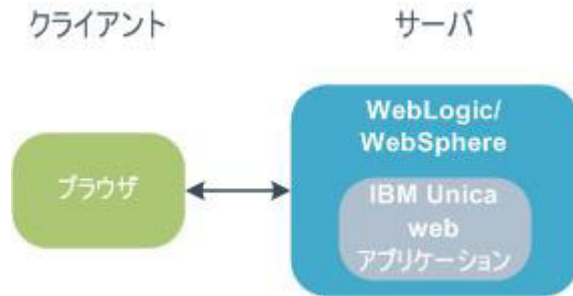 クライアント
サーバ
WebLogic/
WebSphere
ブラウザ
IBM Unica
web
アプリケーション